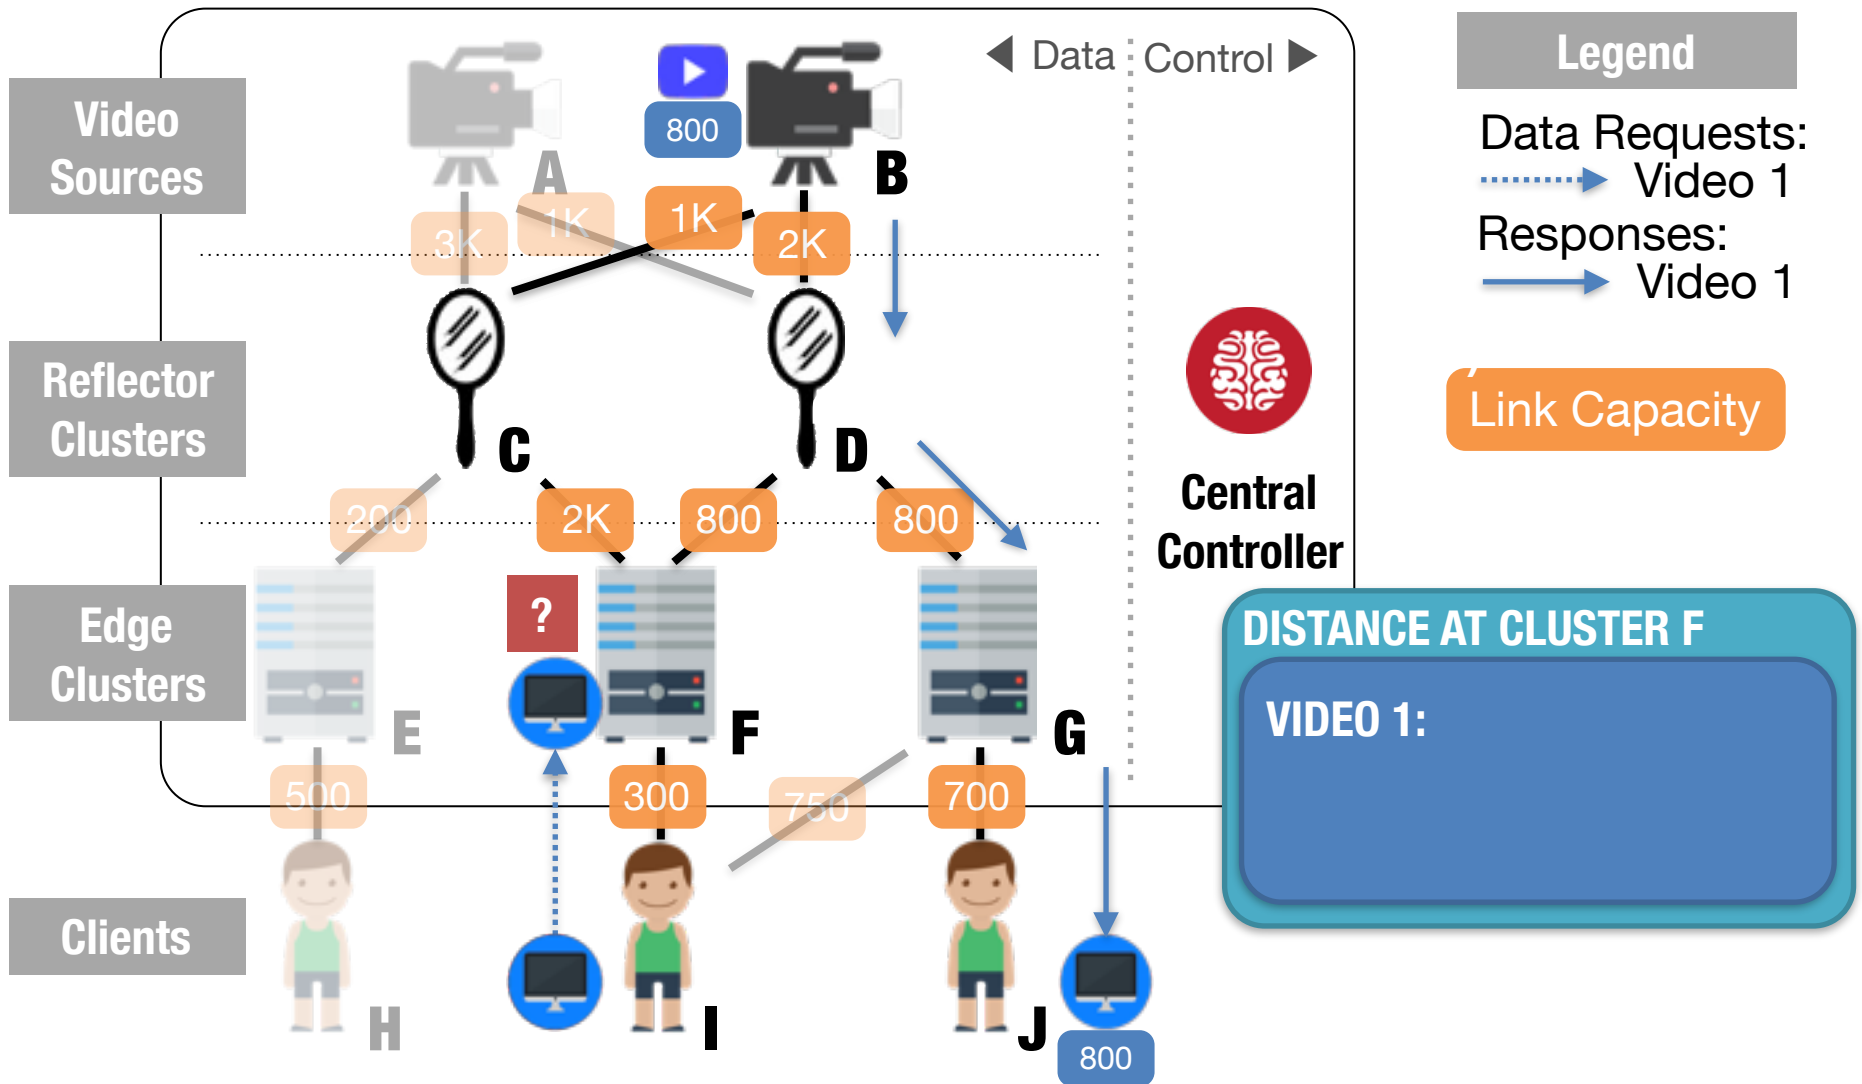 Data
Control
Legend
Video
Sources
800
A
B
3K
1K
1K
2K
Data Requests:
Video 1
Responses:
Video 1
Reflector
Clusters
C
D
Link Capacity
Central
Controller
200
2K
800
800
Edge
Clusters
?
E
F
G
DISTANCE AT CLUSTER F
VIDEO 1:
500
300
750
700
Clients
H
I
J
800